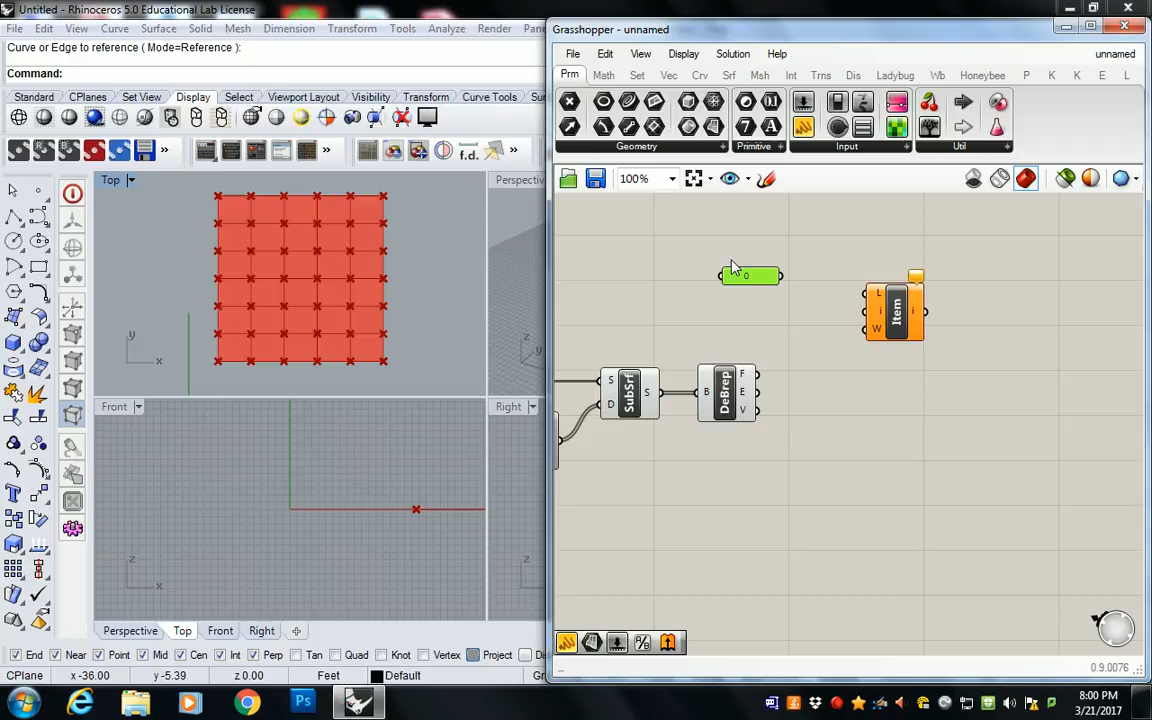 Untitled - Rhinoceros 5.0 Educational Lab License
File Edit View Curve Surface Solid Mesh Dimension Transform Tools Analyze Render Panels
Curve or Edge to reference ( Mode=Reference ):
Command:
Standard CPlanes Set View Display Select Viewport Layout Visibility Transform Curve Tools
f.d.
Top
Perspective
y
x
z
Front
Right
z
x
z
Perspective Top Front Right
End Near Point Mid Cen Int Perp Tan Quad Knot Vertex Project
CPlane x -36.00 y -5.39 z 0.00 Feet Default
Grasshopper - unnamed
File Edit View Display Solution Help unnamed
Prm Math Set Vec Crv Srf Msh Int Trns Dis Ladybug Wb Honeybee P K K E L
Geometry Primitive Input Util
100%
0
L
i
W
Item
i
S
D
SubSrf
S
B
DeBrep
F
E
V
0.9.0076
Ps
8:00 PM
3/21/2017